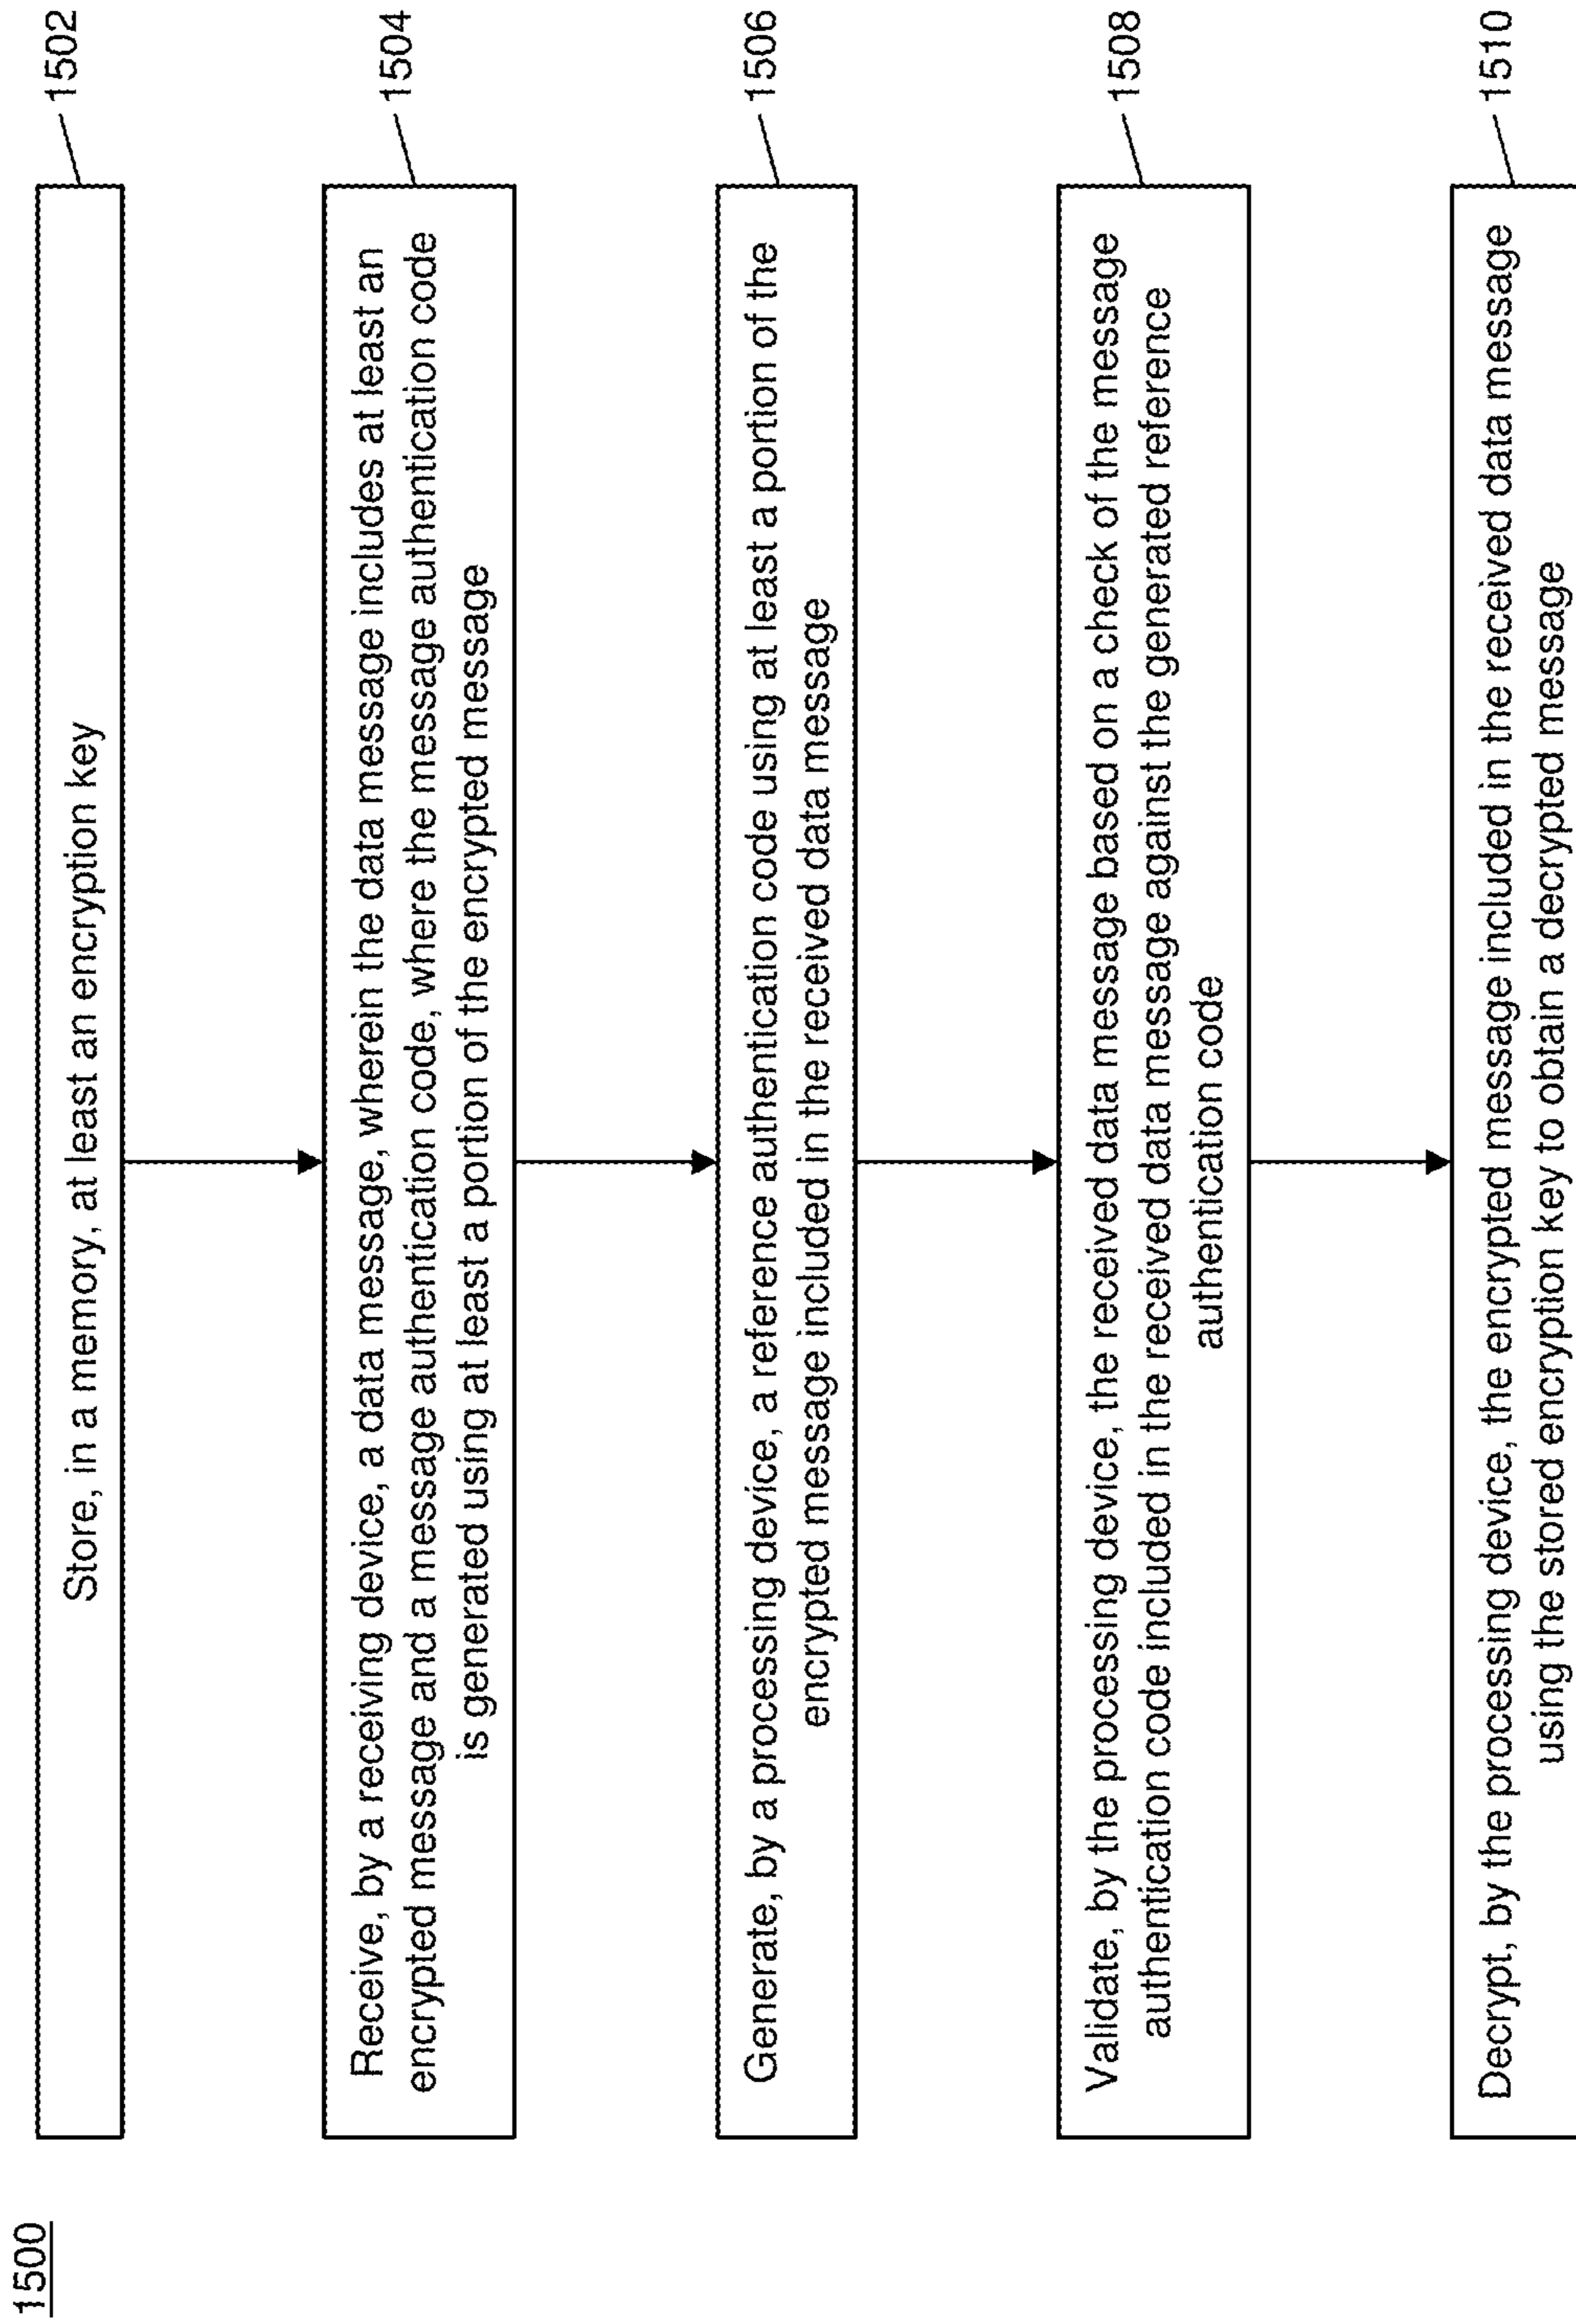 1500
Store, in a memory, at least an encryption key
1502
Receive, by a receiving device, a data message, wherein the data message includes at least an
encrypted message and a message authentication code, where the message authentication code
is generated using at least a portion of the encrypted message
1504
Generate, by a processing device, a reference authentication code using at least a portion of the
encrypted message included in the received data message
1506
Validate, by the processing device, the received data message based on a check of the message
authentication code included in the received data message against the generated reference
authentication code
1508
Decrypt, by the processing device, the encrypted message included in the received data message
using the stored encryption key to obtain a decrypted message
1510